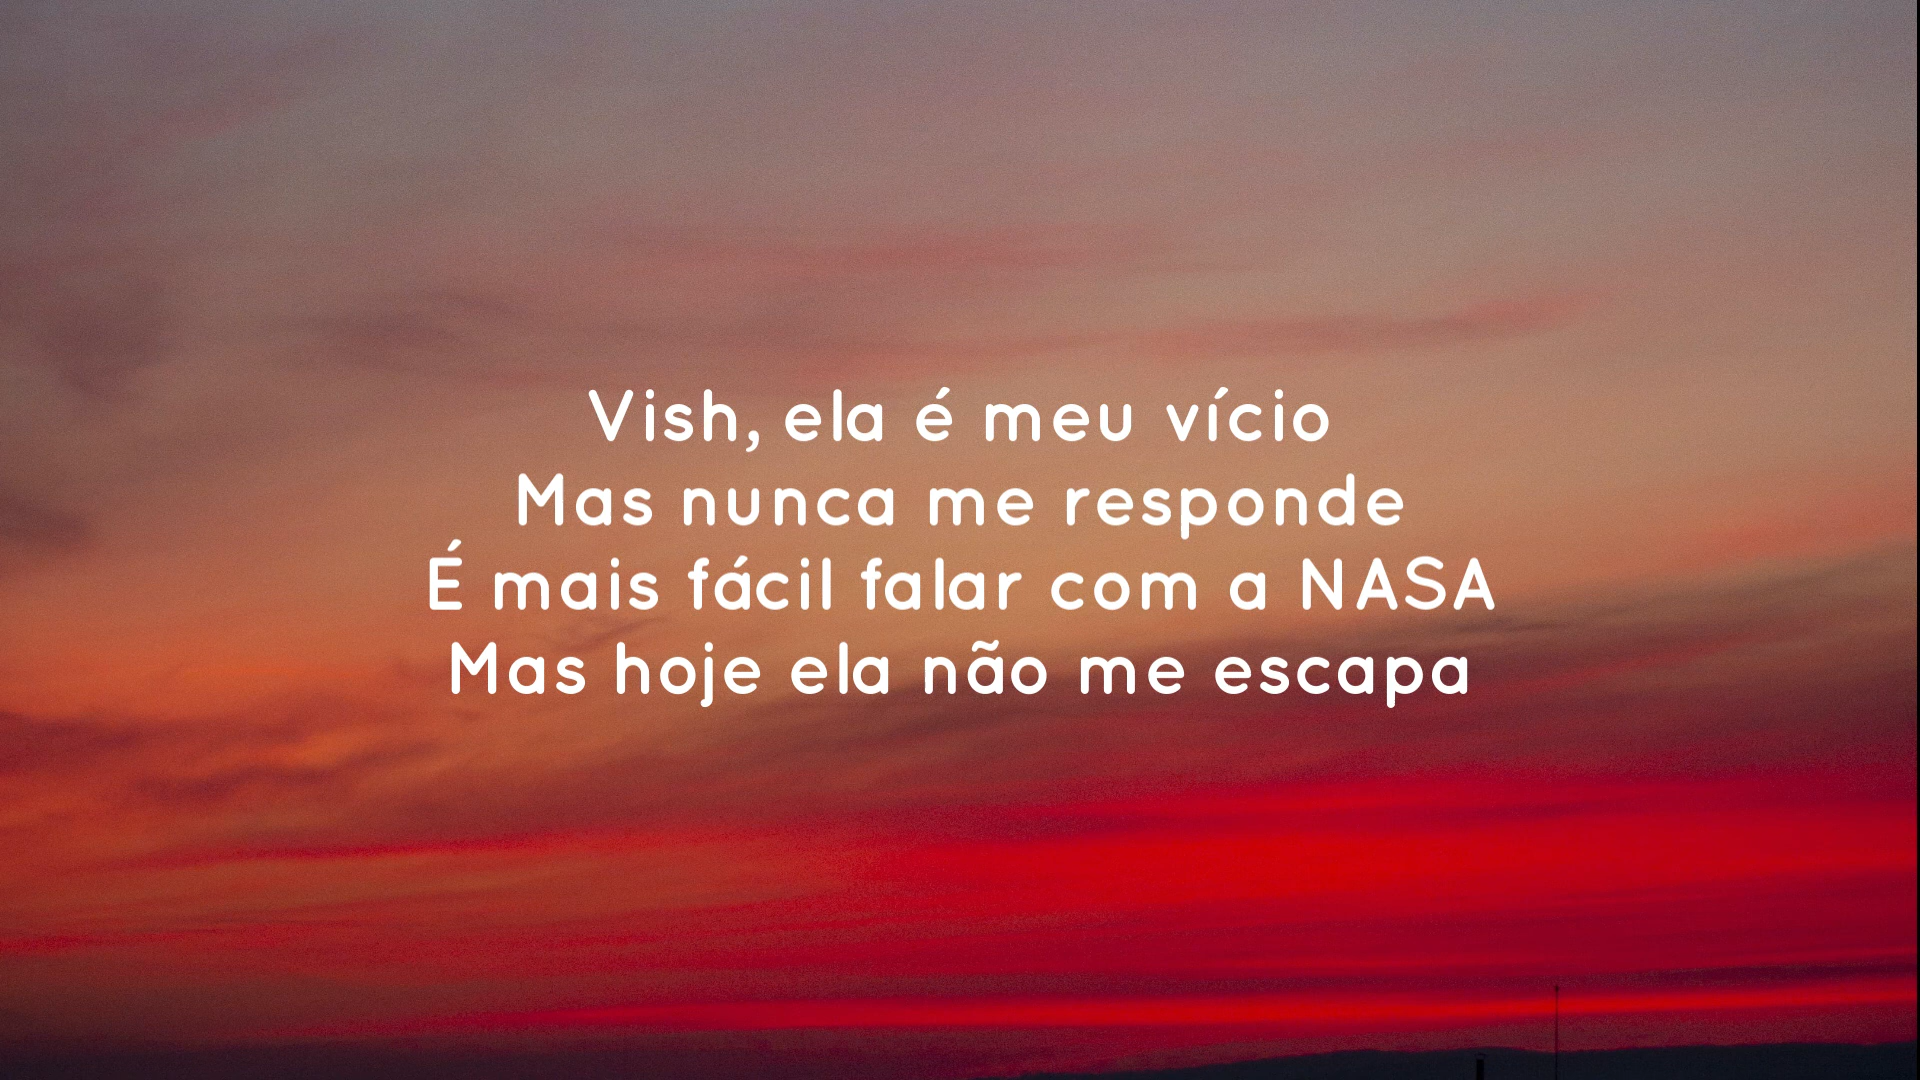 Vish, ela é meu vício
Mas nunca me responde
É mais fácil falar com a NASA
Mas hoje ela não me escapa